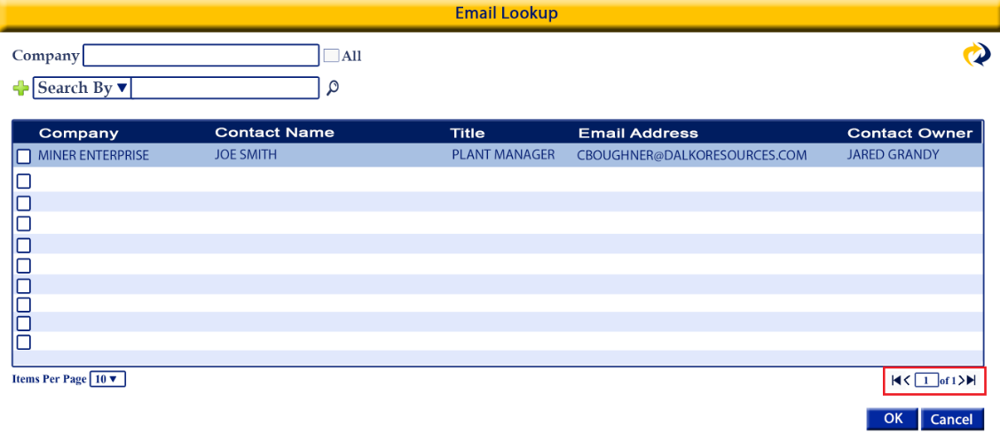 Email Lookup
Company All
Search By ▼
Company Contact Name Title Email Address Contact Owner
MINER ENTERPRISE JOE SMITH PLANT MANAGER CBOUGHNER@DALKORESOURCES.COM JARED GRANDY
Items Per Page 10 ▼ 1 of 1
OK Cancel